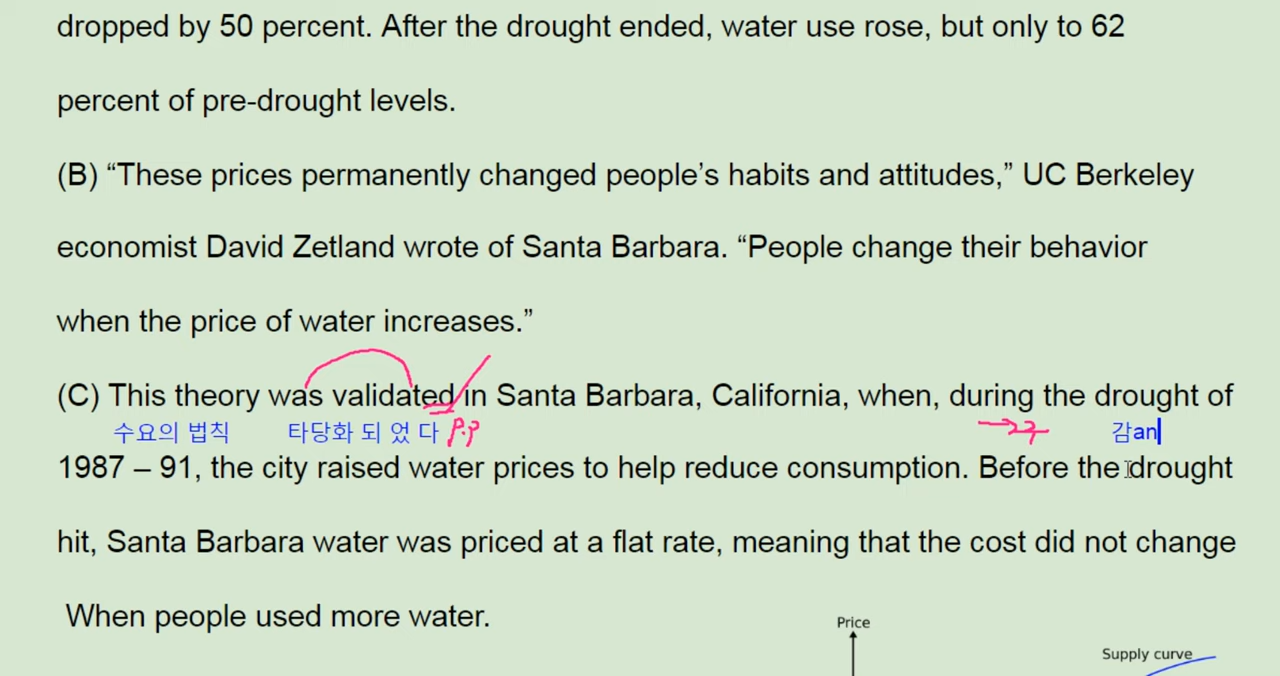 dropped by 50 percent. After the drought ended, water use rose, but only to 62
percent of pre-drought levels.
(B) “These prices permanently changed people’s habits and attitudes,” UC Berkeley
economist David Zetland wrote of Santa Barbara. “People change their behavior
when the price of water increases.”
(C) This theory was validated in Santa Barbara, California, when, during the drought of
수요의 법칙 타당화 되 었 다 P.P 구 감an
1987 – 91, the city raised water prices to help reduce consumption. Before the drought
hit, Santa Barbara water was priced at a flat rate, meaning that the cost did not change
When people used more water.
Price
Supply curve